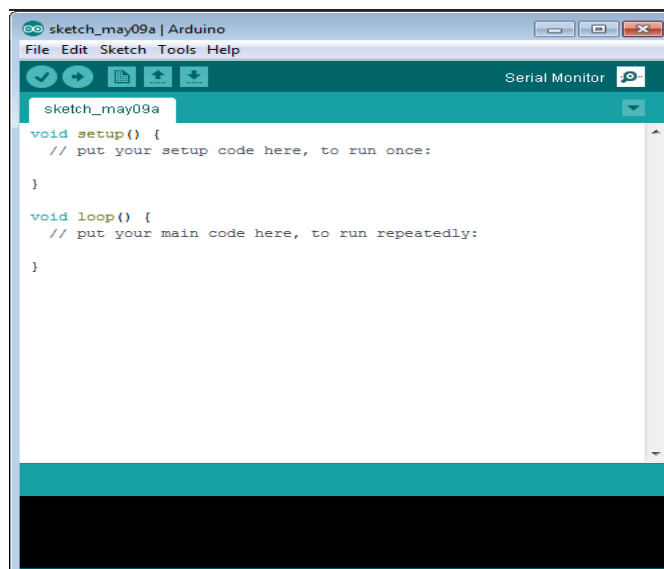 sketch_may09a | Arduino
File Edit Sketch Tools Help
Serial Monitor
sketch_may09a
void setup() {
  // put your setup code here, to run once:
}
void loop() {
  // put your main code here, to run repeatedly:
}